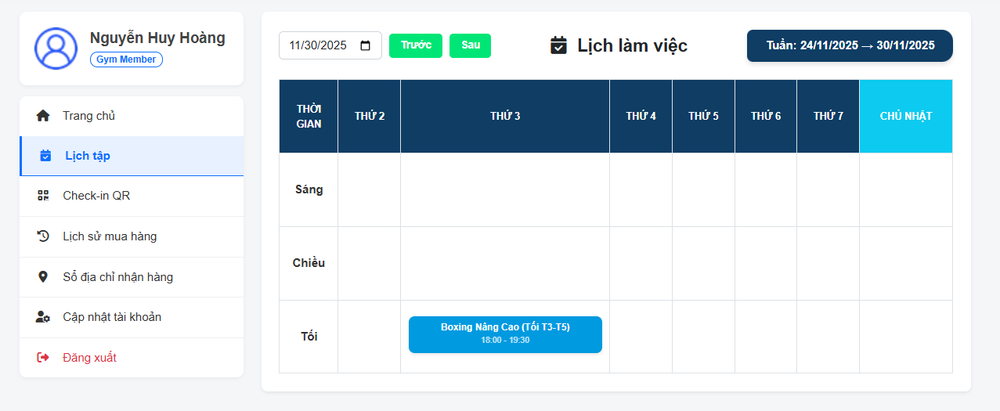 Nguyễn Huy Hoàng
Gym Member
Trang chủ
Lịch tập
Check-in QR
Lịch sử mua hàng
Sổ địa chỉ nhận hàng
Cập nhật tài khoản
Đăng xuất
11/30/2025
Trước
Sau
Lịch làm việc
Tuần: 24/11/2025 → 30/11/2025
THỜI
GIAN
THỨ 2
THỨ 3
THỨ 4
THỨ 5
THỨ 6
THỨ 7
CHỦ NHẬT
Sáng
Chiều
Tối
Boxing Nâng Cao (Tối T3-T5)
18:00 - 19:30